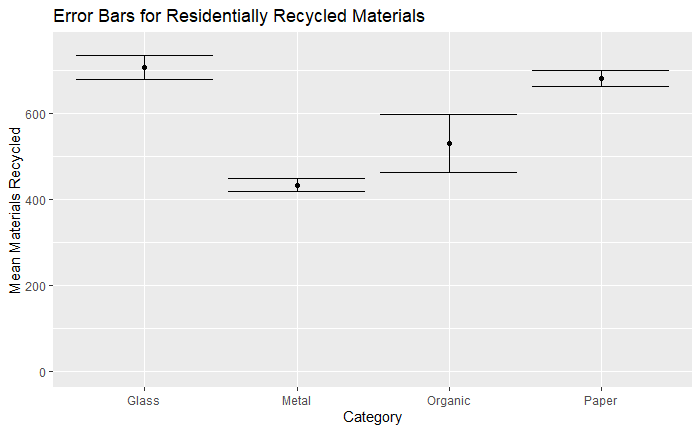 Error Bars for Residentially Recycled Materials
Mean Materials Recycled
600
400
200
0
Glass Metal Organic Paper
Category